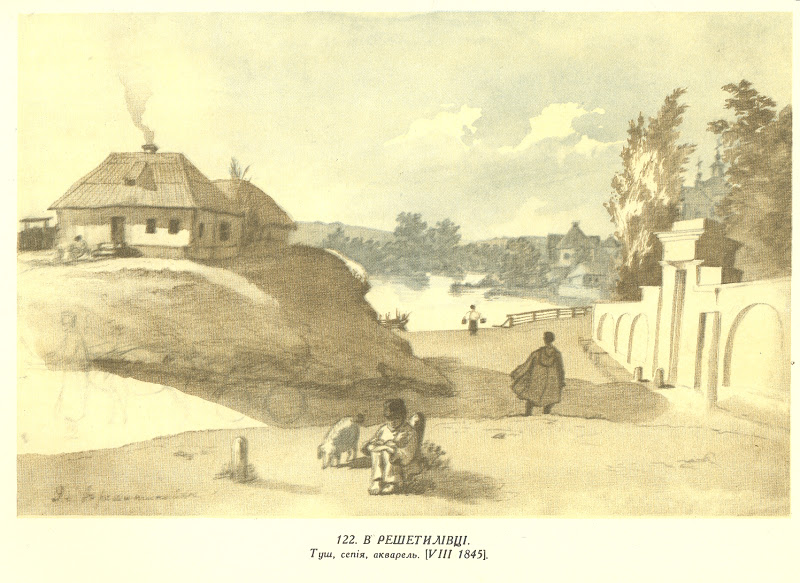 122. В РЕШЕТИЛІВЦІ.
Туш, сепія, акварель. [VIII 1845].